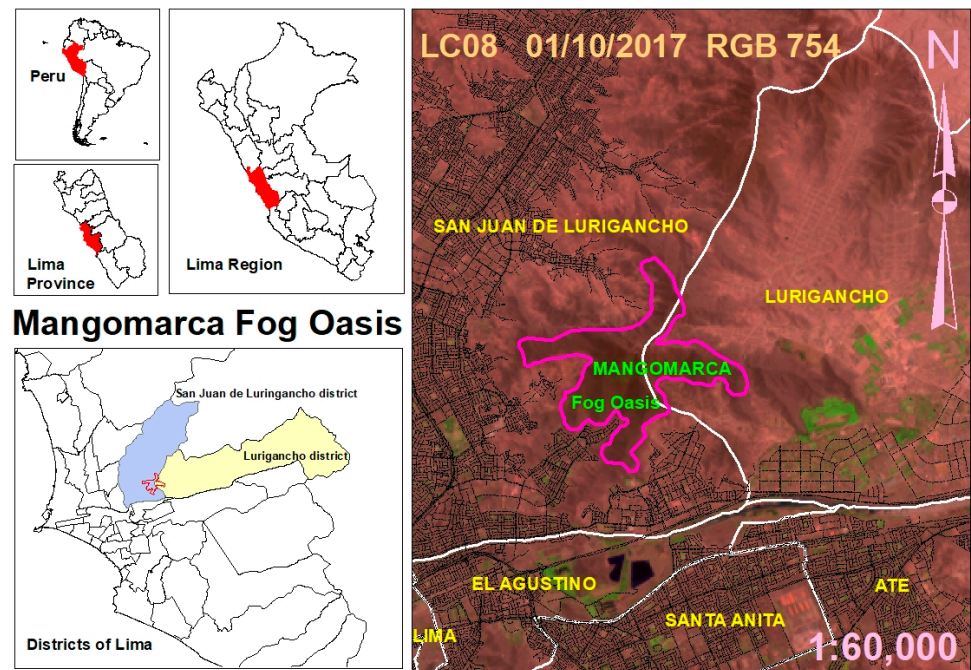 Peru
Lima
Province
Lima Region
Mangomarca Fog Oasis
San Juan de Luringancho district
Lurigancho district
Districts of Lima
LC08 01/10/2017 RGB 754
N
SAN JUAN DE LURIGANCHO
LURIGANCHO
MANGOMARCA
Fog Oasis
EL AGUSTINO
ATE
SANTA ANITA
LIMA
1:60,000